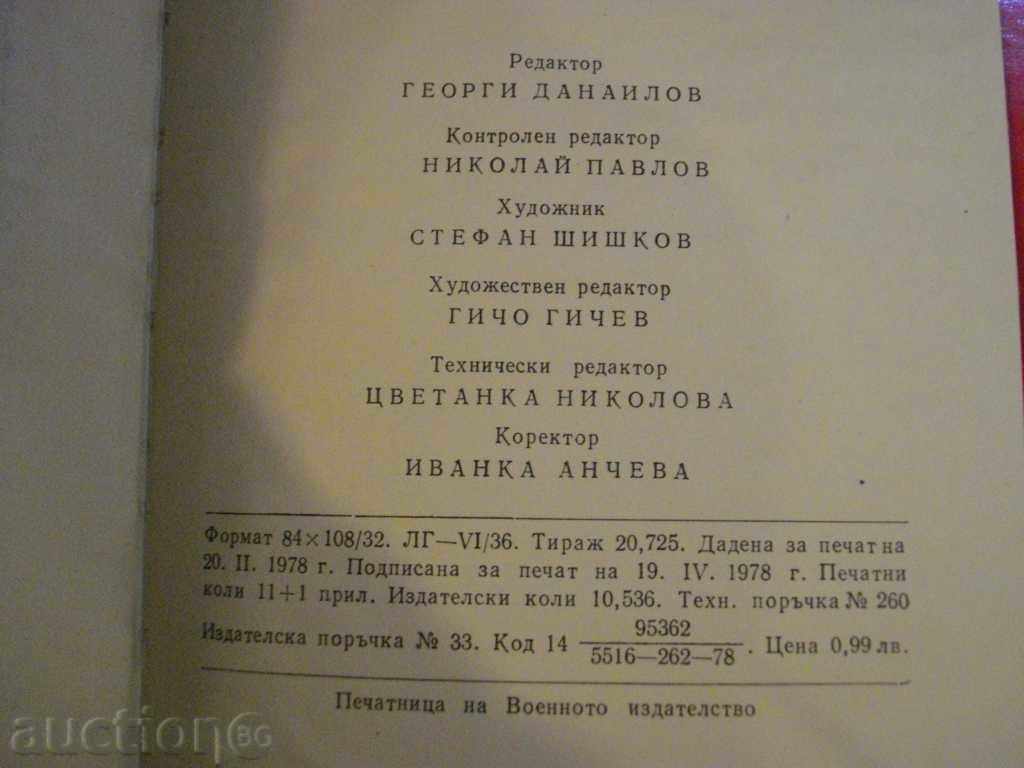 Редактор
ГЕОРГИ ДАНАИЛОВ
Контролен редактор
НИКОЛАЙ ПАВЛОВ
Художник
СТЕФАН ШИШКОВ
Художествен редактор
ГИЧО ГИЧЕВ
Технически редактор
ЦВЕТАНКА НИКОЛОВА
Коректор
ИВАНКА АНЧЕВА
Формат 84×108/32. ЛГ—VI/36. Тираж 20,725. Дадена за печат на
20. II. 1978 г. Подписана за печат на 19. IV. 1978 г. Печатни
коли 11+1 прил. Издателски коли 10,536. Техн. поръчка № 260
95362
Издателска поръчка № 33. Код 14 ——— . Цена 0,99 лв.
5516—262—78
Печатница на Военното издателство
auction BG